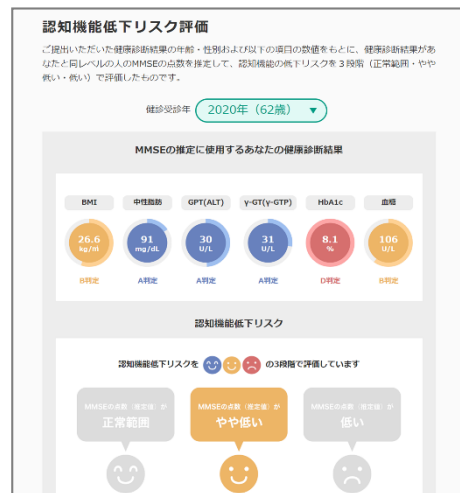 認知機能低下リスク評価
ご提出いただいた健康診断結果の年齢・性別および以下の項目の数値をもとに、健康診断結果があ
なたと同レベルの人のMMSEの点数を推定して、認知機能の低下リスクを３段階（正常範囲・やや
低い・低い）で評価したものです。
健診受診年 2020年（62歳） ▼
MMSEの推定に使用するあなたの健康診断結果
BMI 中性脂肪 GPT(ALT) γ-GT(γ-GTP) HbA1c 血糖
26.6 91 30 31 8.1 106
kg/㎡ mg/dL U/L U/L % U/L
B判定 A判定 A判定 A判定 D判定 B判定
認知機能低下リスク
認知機能低下リスクを の3段階で評価しています
MMSEの点数（推定値）が MMSEの点数（推定値）が MMSEの点数（推定値）が
正常範囲 やや低い 低い